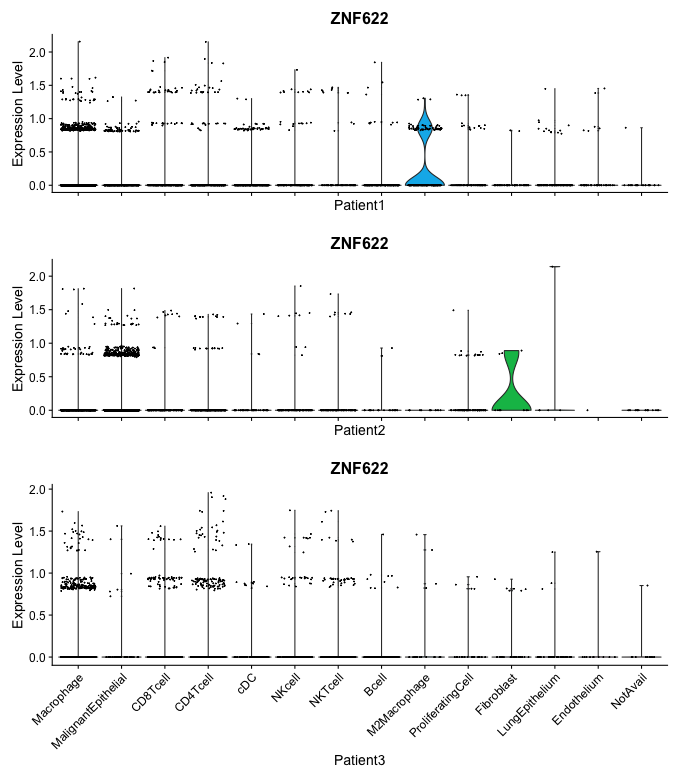 ZNF622
Expression Level
2.0
1.5
1.0
0.5
0.0
Patient1
ZNF622
Expression Level
2.0
1.5
1.0
0.5
0.0
Patient2
ZNF622
Expression Level
2.0
1.5
1.0
0.5
0.0
Macrophage
MalignantEpithelial
CD8Tcell
CD4Tcell
cDC
NKcell
NKTcell
Bcell
M2Macrophage
ProliferatingCell
Fibroblast
LungEpithelium
Endothelium
NotAvail
Patient3